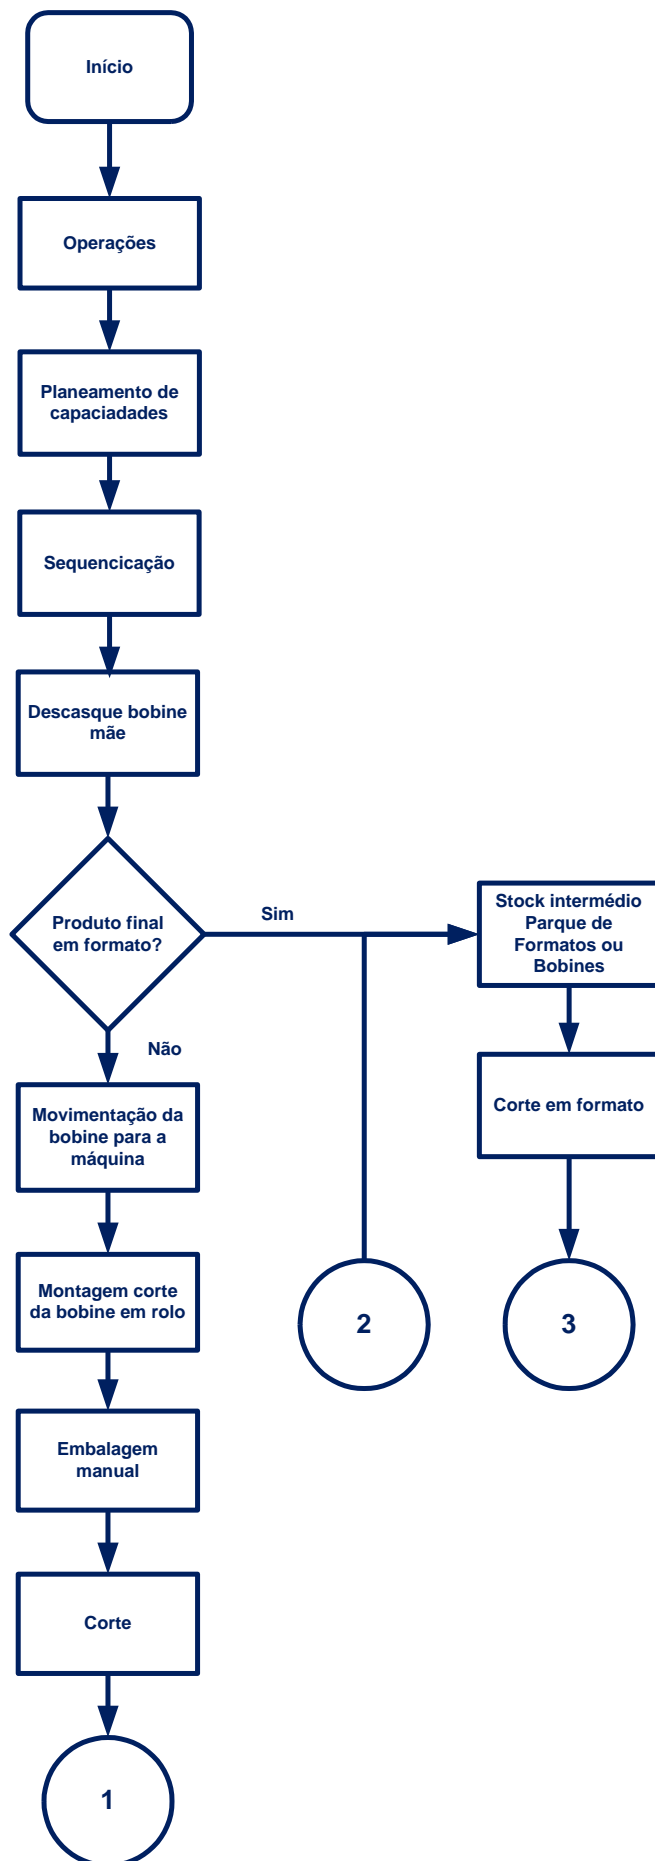 Início
Operações
Planeamento de
capaciadades
Sequencicação
Descasque bobine
mãe
Produto final
em formato?
Sim
Stock intermédio
Parque de
Formatos ou
Bobines
Não
Corte em formato
Movimentação da
bobine para a
máquina
Montagem corte
da bobine em rolo
2
3
Embalagem
manual
Corte
1